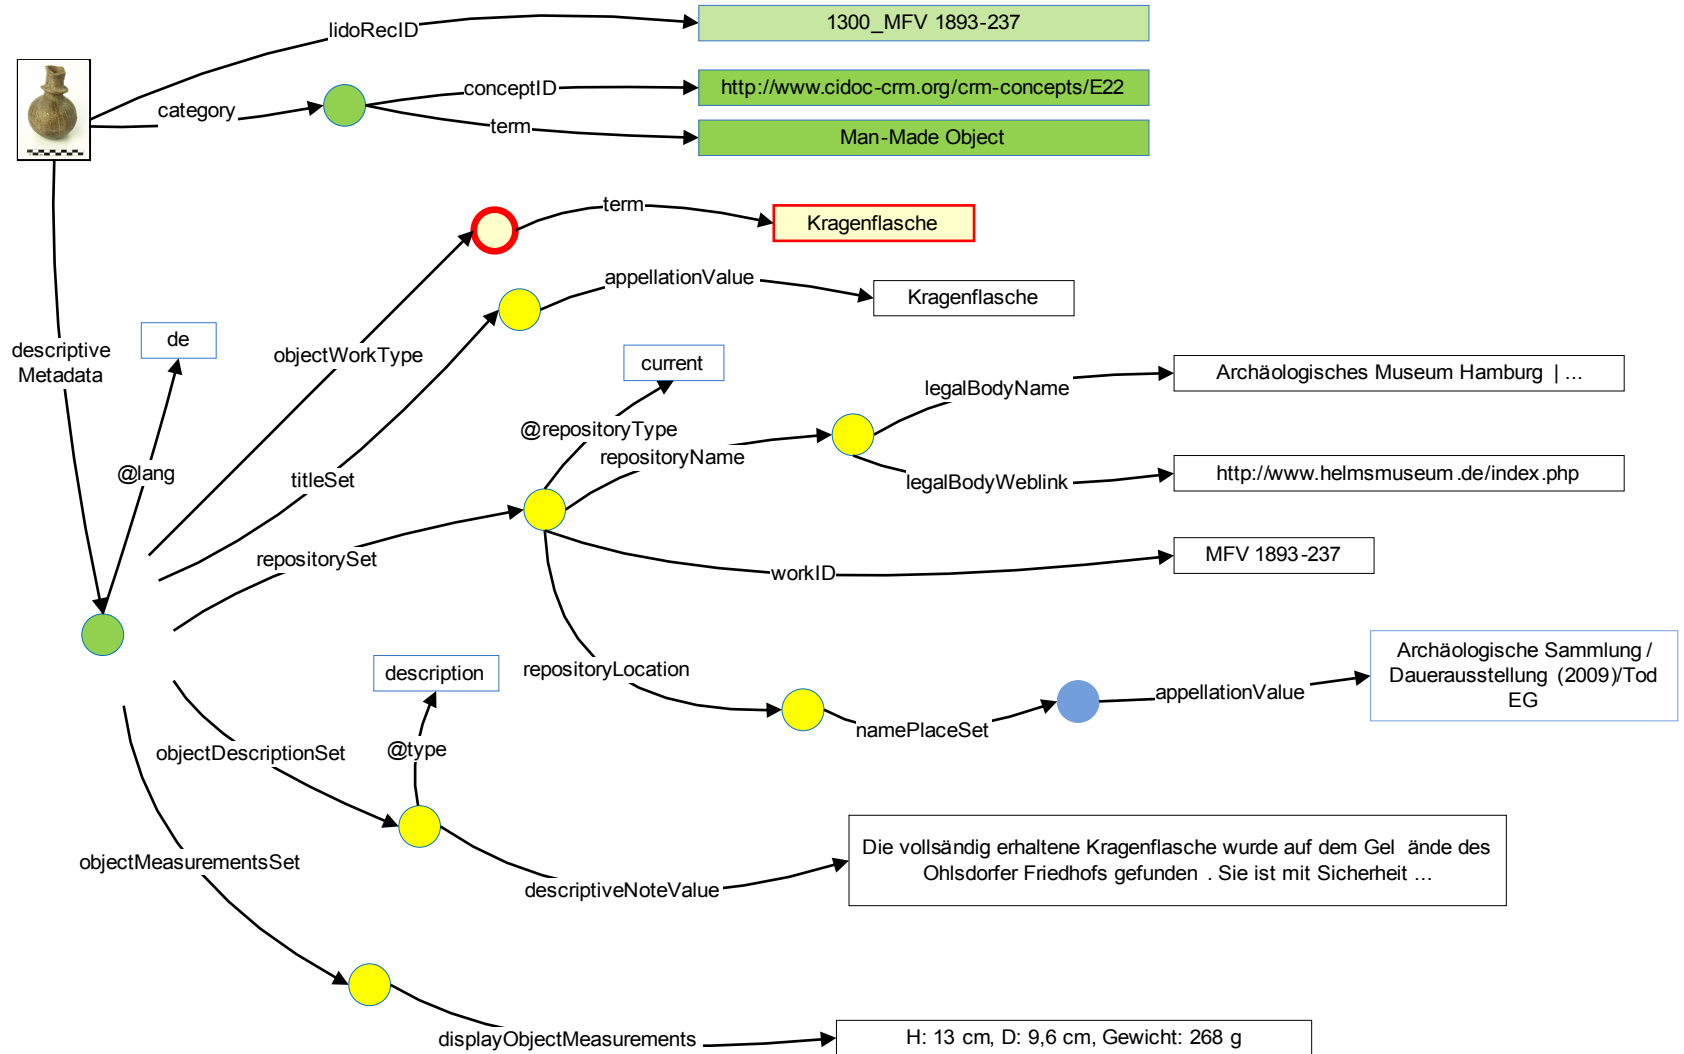 lidoRecID
1300_MFV 1893-237
category
conceptID
http://www.cidoc-crm.org/crm-concepts/E22
term
Man-Made Object
term
Kragenflasche
appellationValue
Kragenflasche
objectWorkType
descriptive
Metadata
de
current
legalBodyName
Archäologisches Museum Hamburg | ...
@repositoryType
repositoryName
@lang
titleSet
legalBodyWeblink
http://www.helmsmuseum.de/index.php
repositorySet
workID
MFV 1893-237
description
repositoryLocation
appellationValue
Archäologische Sammlung /
Dauerausstellung (2009)/Tod
EG
namePlaceSet
objectDescriptionSet
@type
objectMeasurementsSet
descriptiveNoteValue
Die vollsändig erhaltene Kragenflasche wurde auf dem Gel ände des
Ohlsdorfer Friedhofs gefunden . Sie ist mit Sicherheit ...
displayObjectMeasurements
H: 13 cm, D: 9,6 cm, Gewicht: 268 g